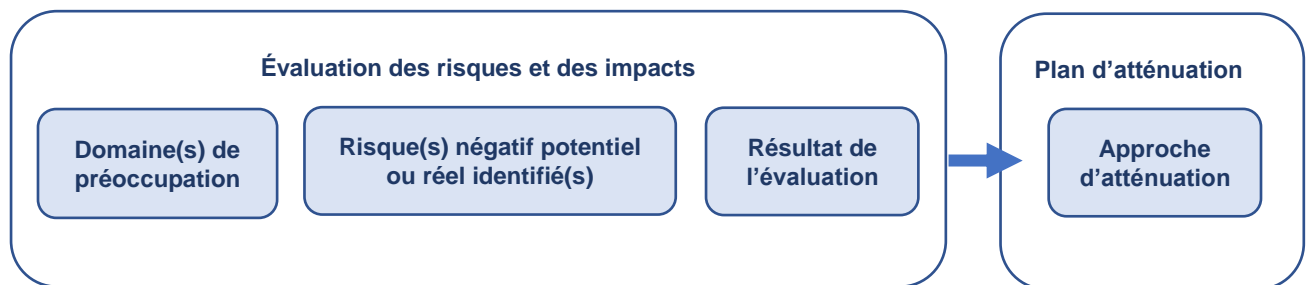 Évaluation des risques et des impacts
Domaine(s) de
préoccupation
Risque(s) négatif potentiel
ou réel identifié(s)
Résultat de
l’évaluation
Plan d’atténuation
Approche
d’atténuation